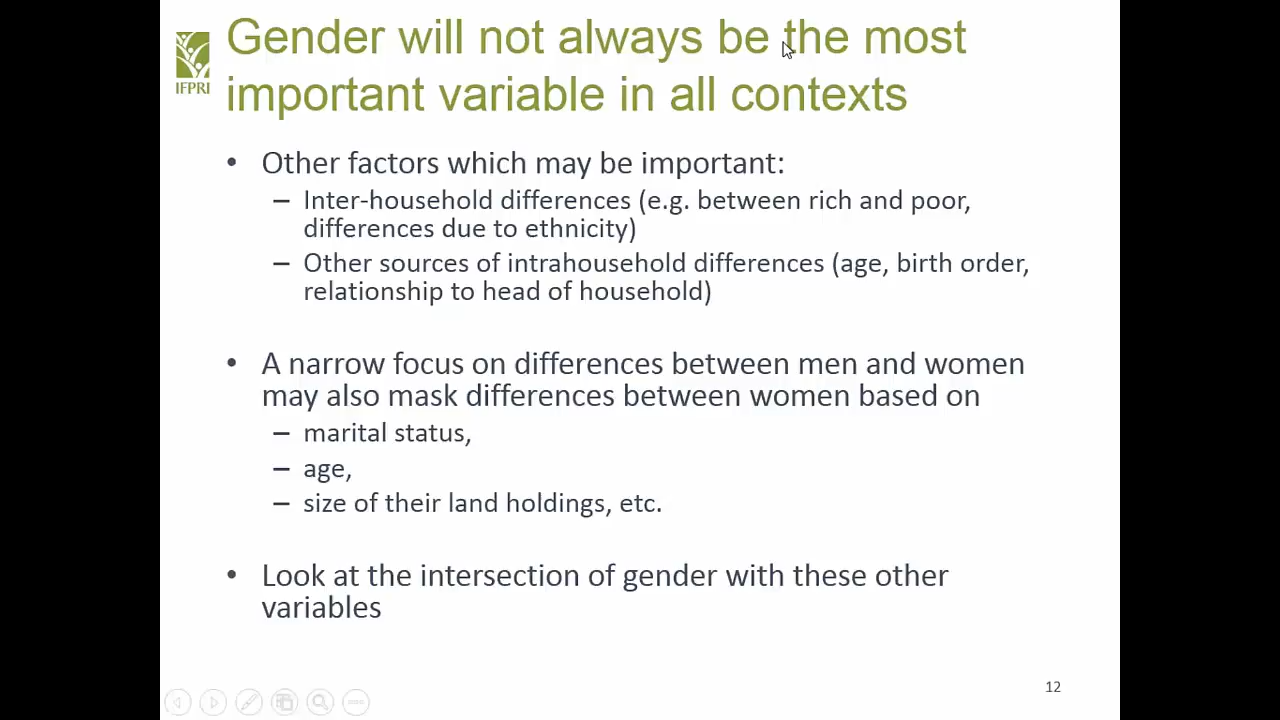 Gender will not always be the most
important variable in all contexts
IFPRI
• Other factors which may be important:
– Inter-household differences (e.g. between rich and poor,
differences due to ethnicity)
– Other sources of intrahousehold differences (age, birth order,
relationship to head of household)
• A narrow focus on differences between men and women
may also mask differences between women based on
– marital status,
– age,
– size of their land holdings, etc.
• Look at the intersection of gender with these other
variables
12